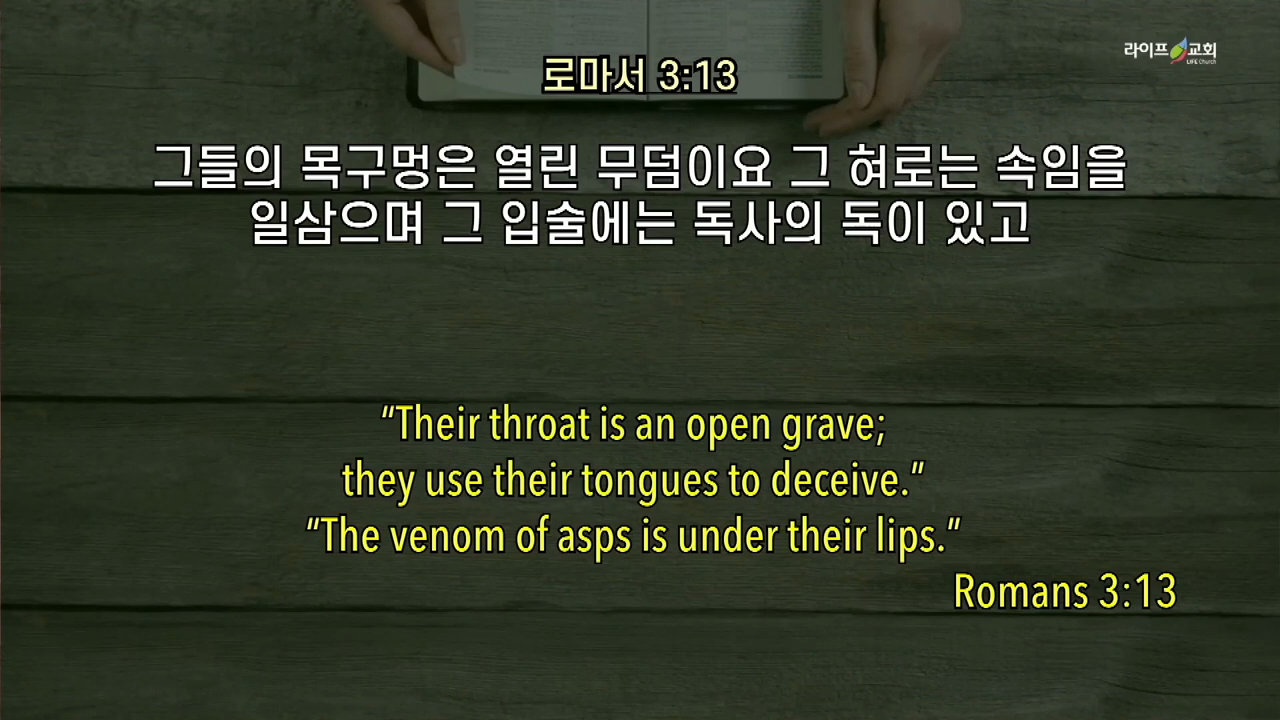 라이프교회
LIFE Church
로마서 3:13
그들의 목구멍은 열린 무덤이요 그 혀로는 속임을
일삼으며 그 입술에는 독사의 독이 있고
“Their throat is an open grave;
they use their tongues to deceive.”
“The venom of asps is under their lips.”
Romans 3:13